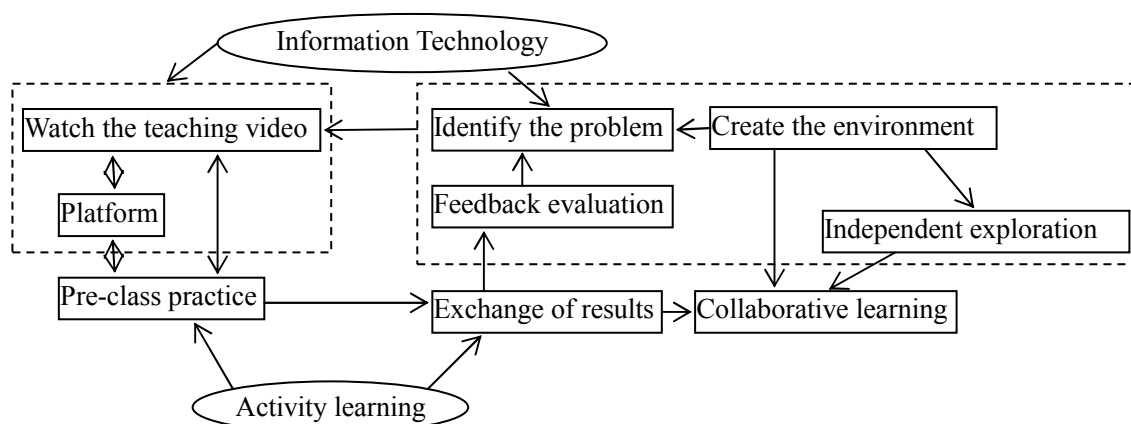 Information Technology
Watch the teaching video
Identify the problem
Create the environment
Platform
Feedback evaluation
Independent exploration
Pre-class practice
Exchange of results
Collaborative learning
Activity learning